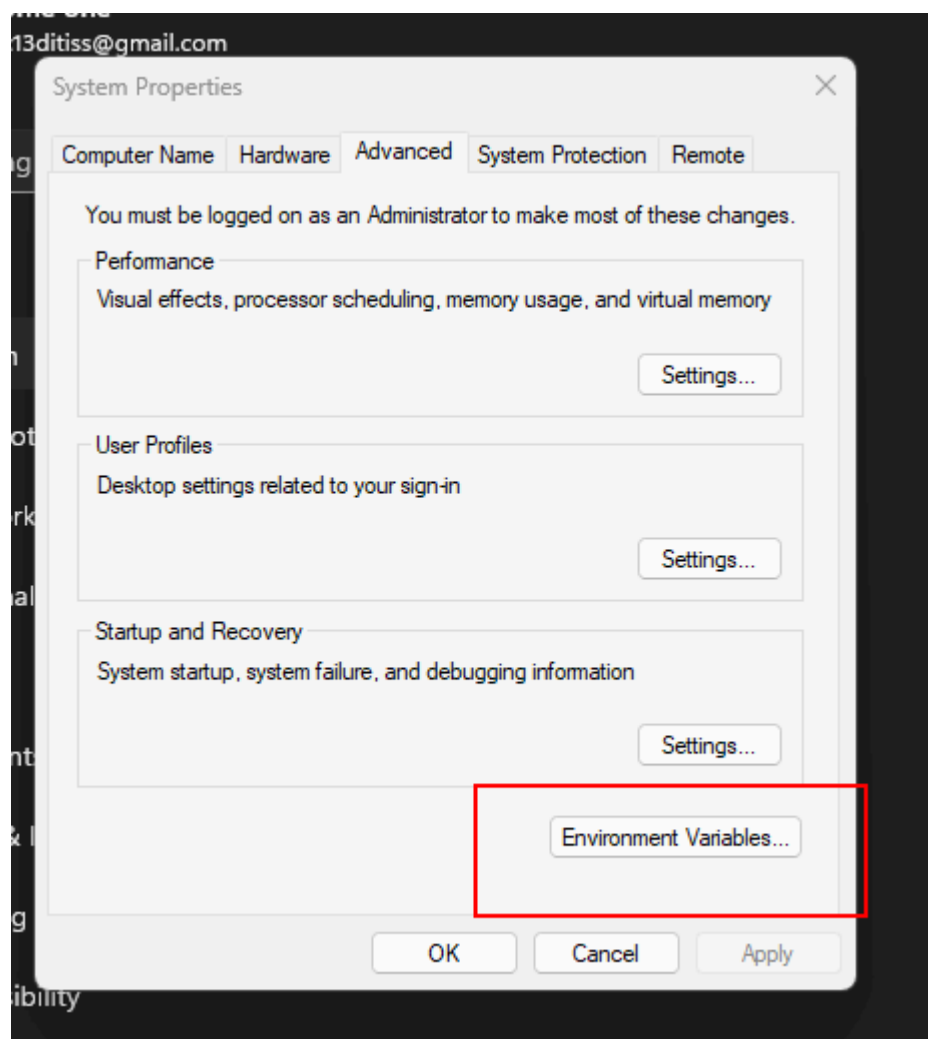 13ditiss@gmail.com
System Properties
Computer Name Hardware Advanced System Protection Remote
You must be logged on as an Administrator to make most of these changes.
Performance
Visual effects, processor scheduling, memory usage, and virtual memory
Settings...
User Profiles
Desktop settings related to your sign-in
Settings...
Startup and Recovery
System startup, system failure, and debugging information
Settings...
Environment Variables...
OK Cancel Apply